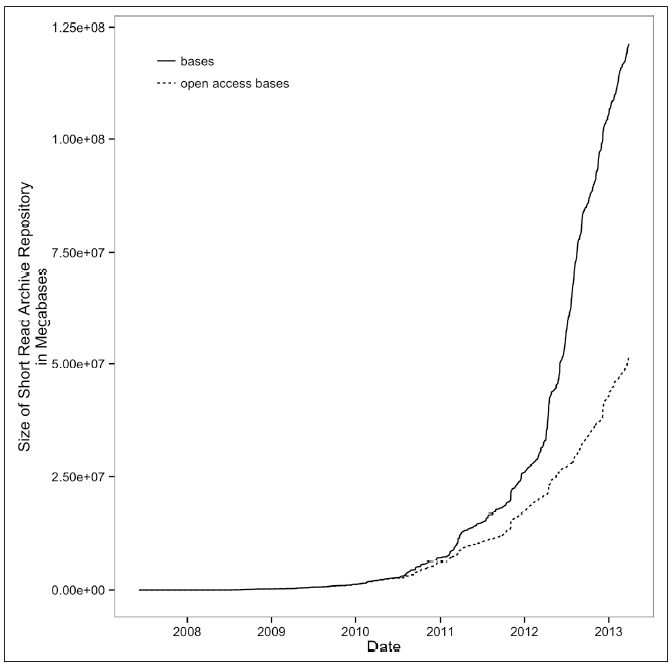 1.25e+08
bases
open access bases
1.00e+08
7.50e+07
5.00e+07
2.50e+07
0.00e+00
Size of Short Read Archive Repository
in Megabases
2008 2009 2010 2011 2012 2013
Date